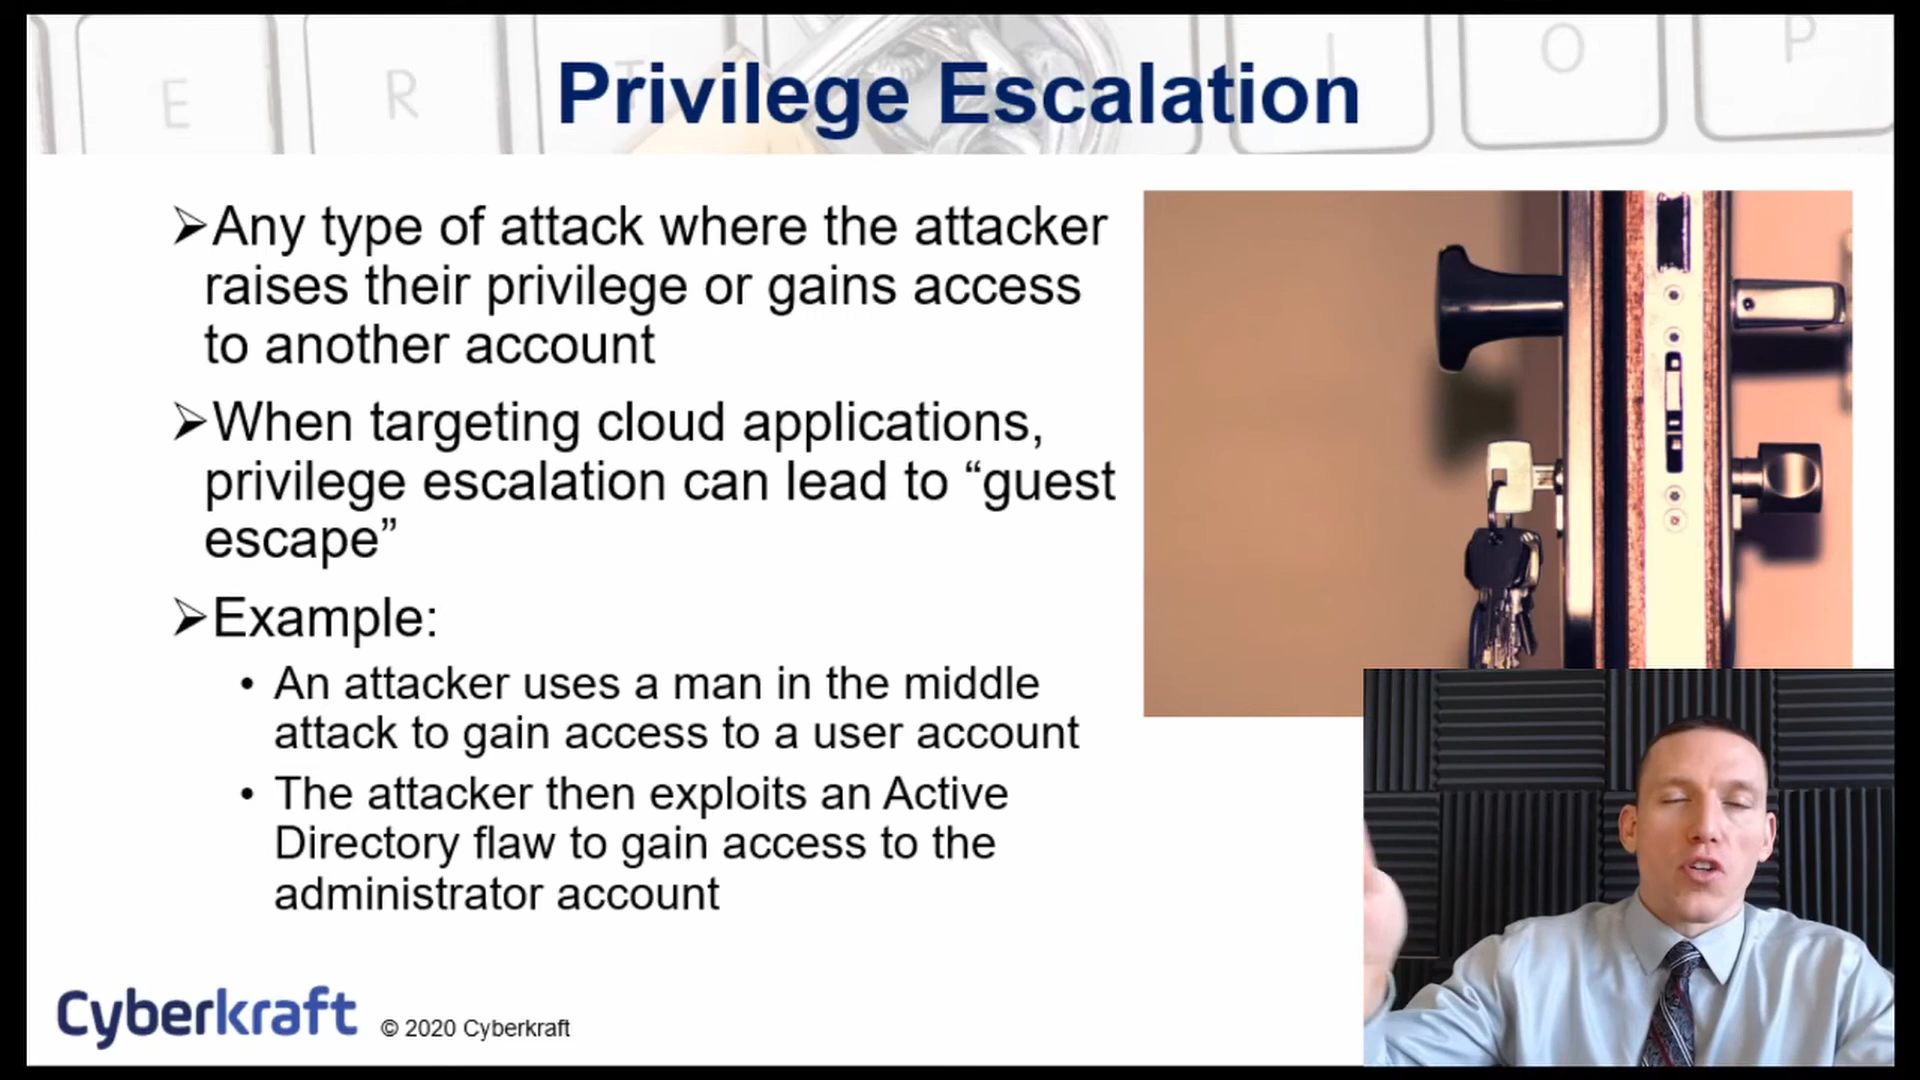 E R T I O P
Privilege Escalation
➢Any type of attack where the attacker
raises their privilege or gains access
to another account
➢When targeting cloud applications,
privilege escalation can lead to “guest
escape”
➢Example:
• An attacker uses a man in the middle
attack to gain access to a user account
• The attacker then exploits an Active
Directory flaw to gain access to the
administrator account
Cyberkraft © 2020 Cyberkraft